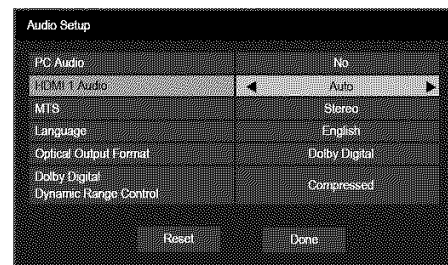 Audio Setup
PC Audio No
HDMI 1 Audio Auto
MTS Stereo
Language English
Optical Output Format Dolby Digital
Dolby Digital
Dynamic Range Control Compressed
Reset Done